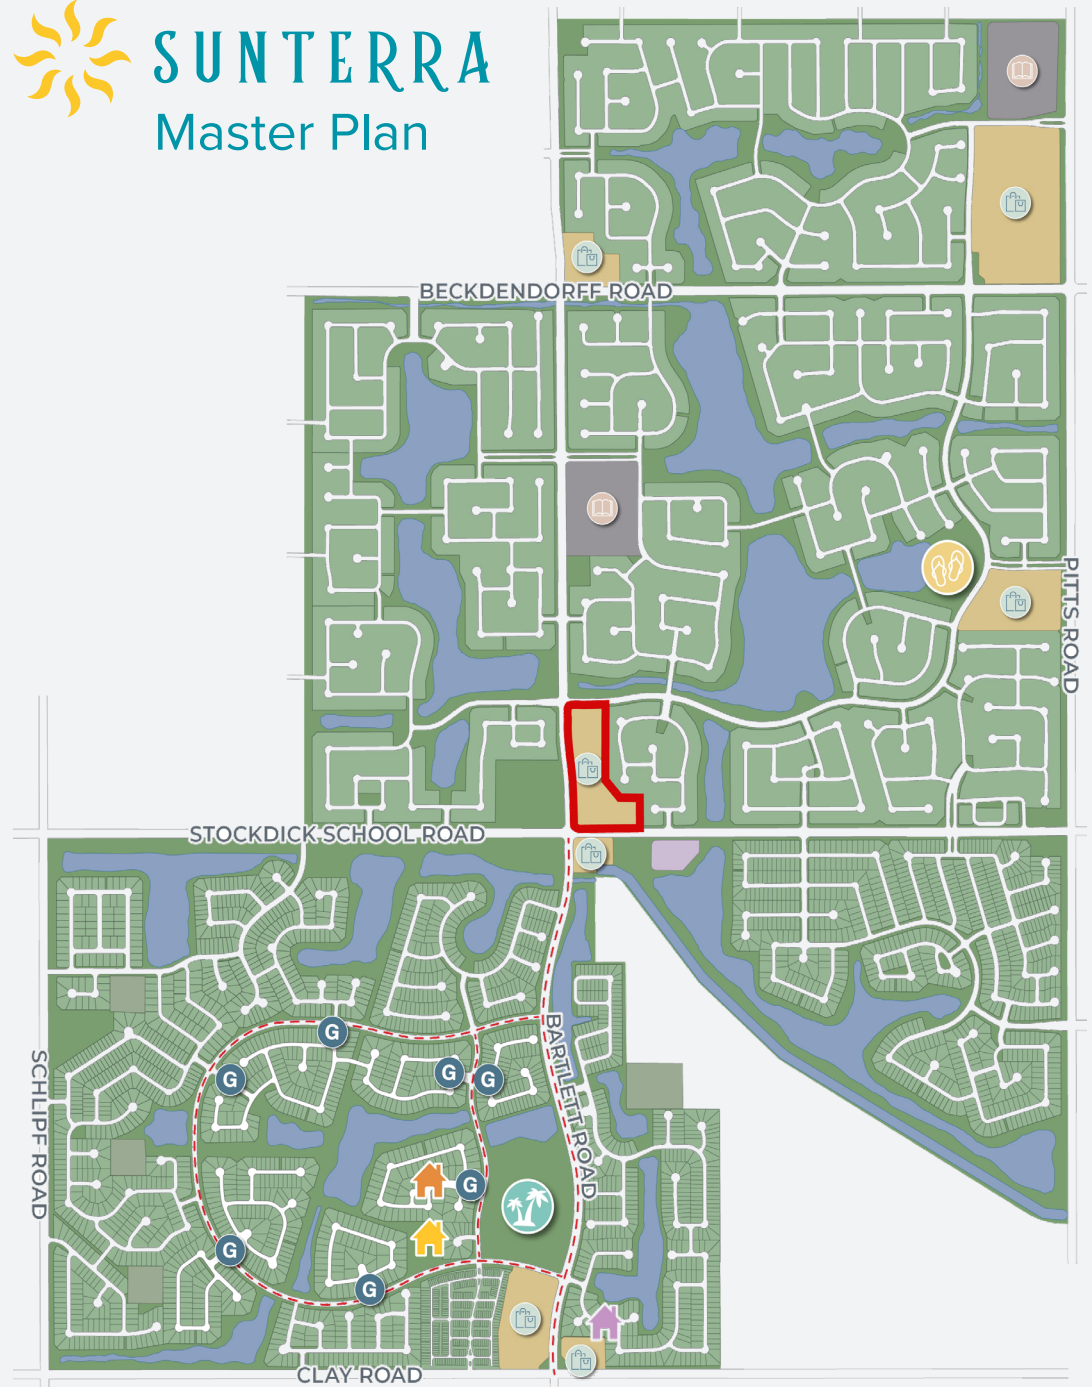 SUNTERRA
Master Plan
BECKDENDORFF ROAD
PITTS ROAD
STOCKDICK SCHOOL ROAD
SCHLIPF ROAD
BARTLETT ROAD
G
G
G
G
G
G
G
CLAY ROAD